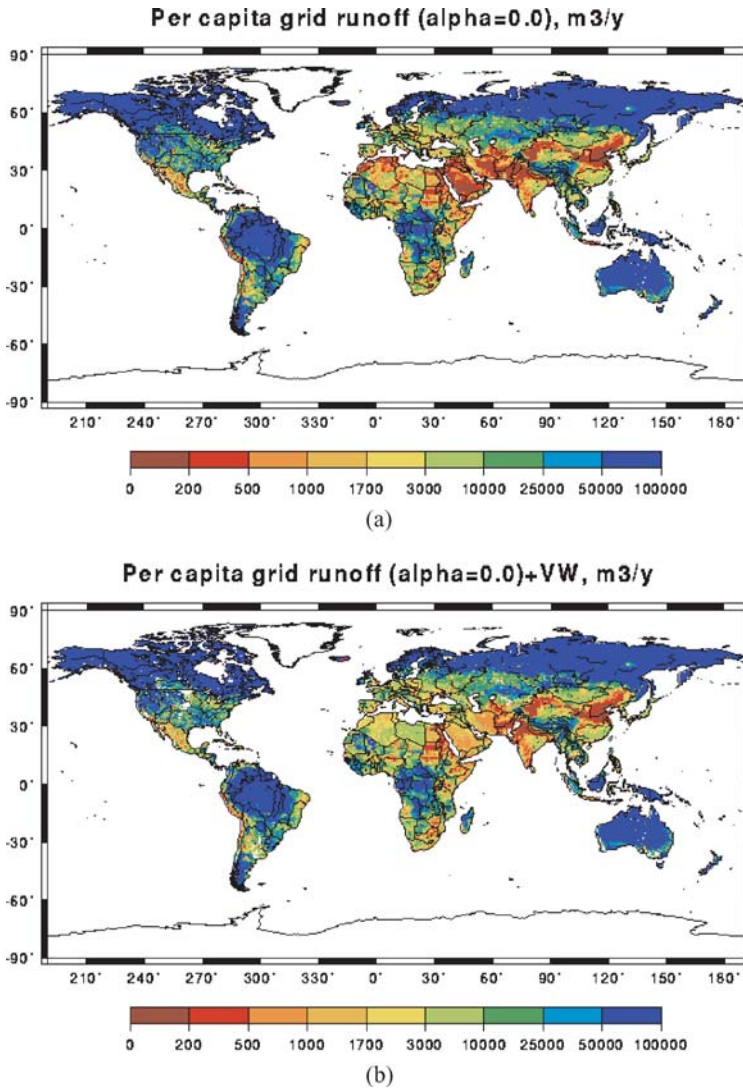 Per capita grid runoff (alpha=0.0), m3/y
90˚
60˚
30˚
0˚
-30˚
-60˚
-90˚
210˚ 240˚ 270˚ 300˚ 330˚ 0˚ 30˚ 60˚ 90˚ 120˚ 150˚ 180˚
0 200 500 1000 1700 3000 10000 25000 50000 100000
(a)
Per capita grid runoff (alpha=0.0)+VW, m3/y
90˚
60˚
30˚
0˚
-30˚
-60˚
-90˚
210˚ 240˚ 270˚ 300˚ 330˚ 0˚ 30˚ 60˚ 90˚ 120˚ 150˚ 180˚
0 200 500 1000 1700 3000 10000 25000 50000 100000
(b)